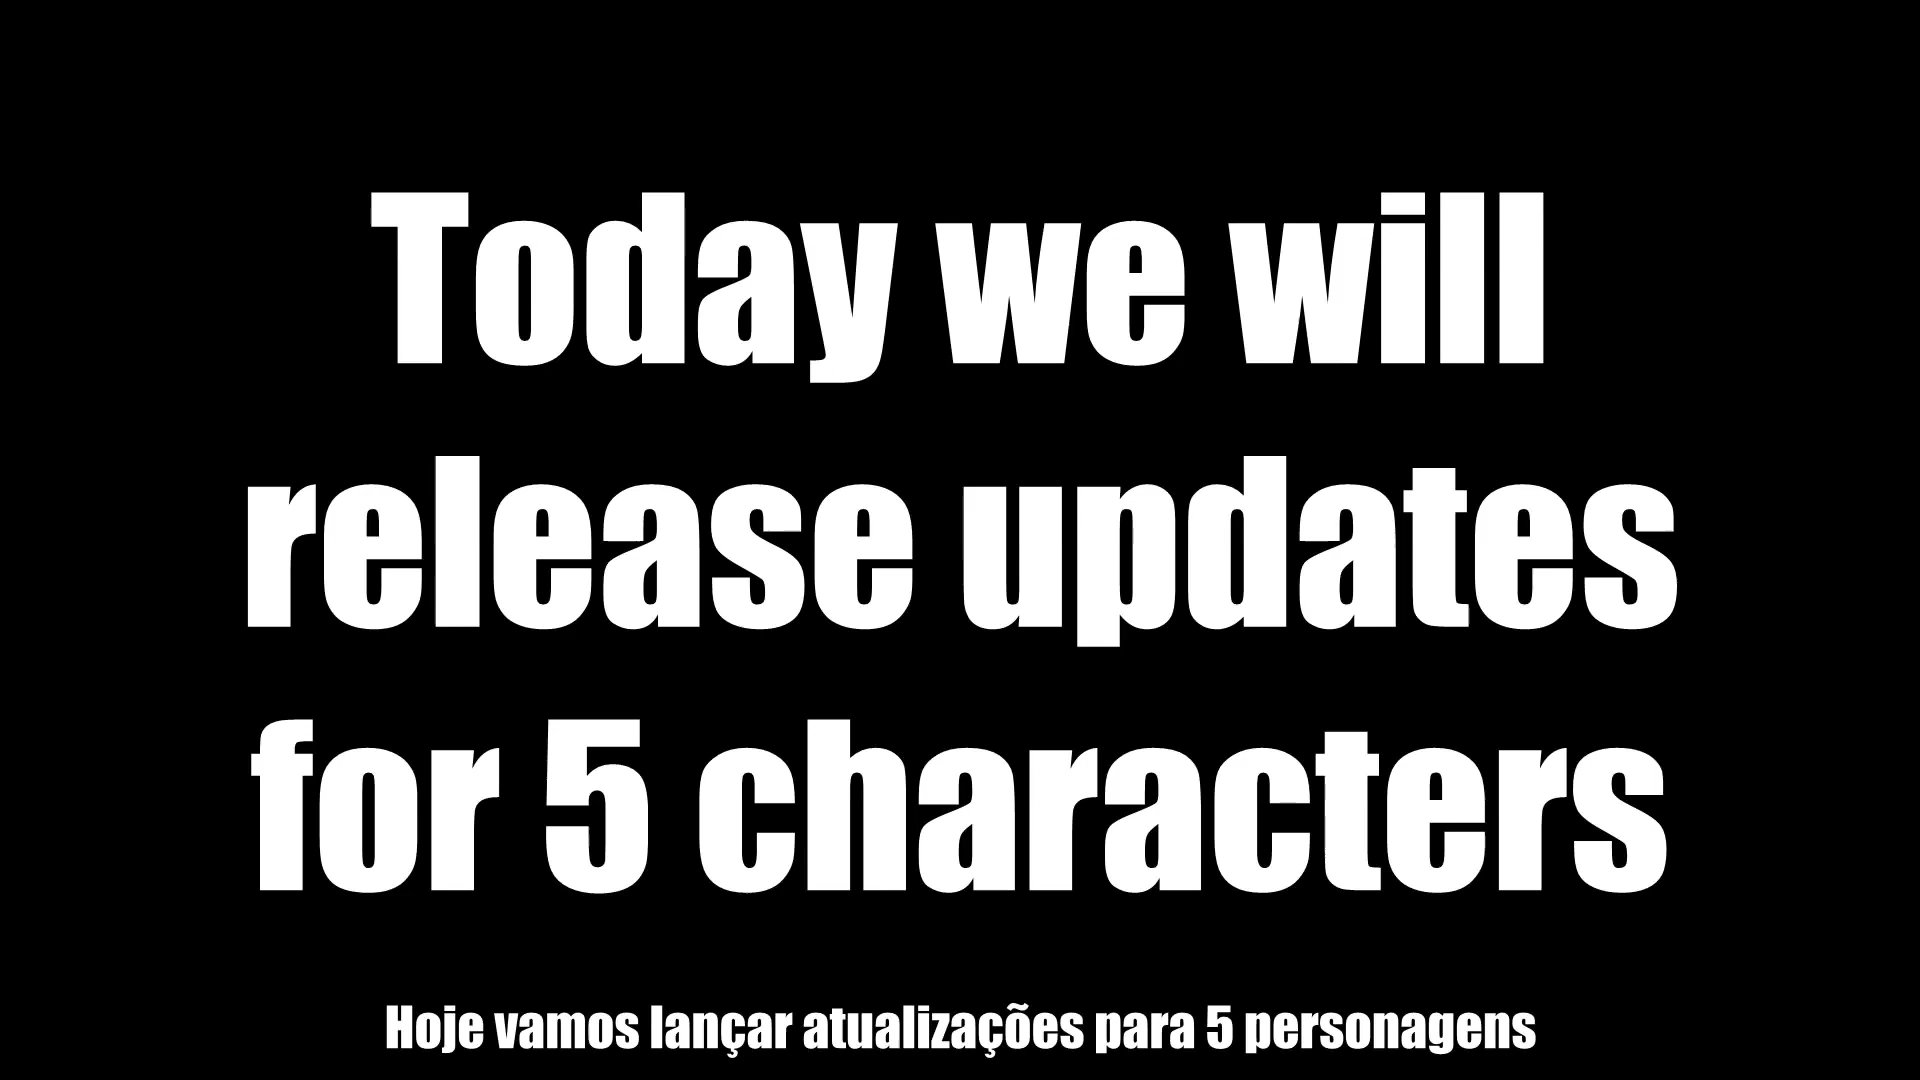 Today we will
release updates
for 5 characters
Hoje vamos lançar atualizações para 5 personagens